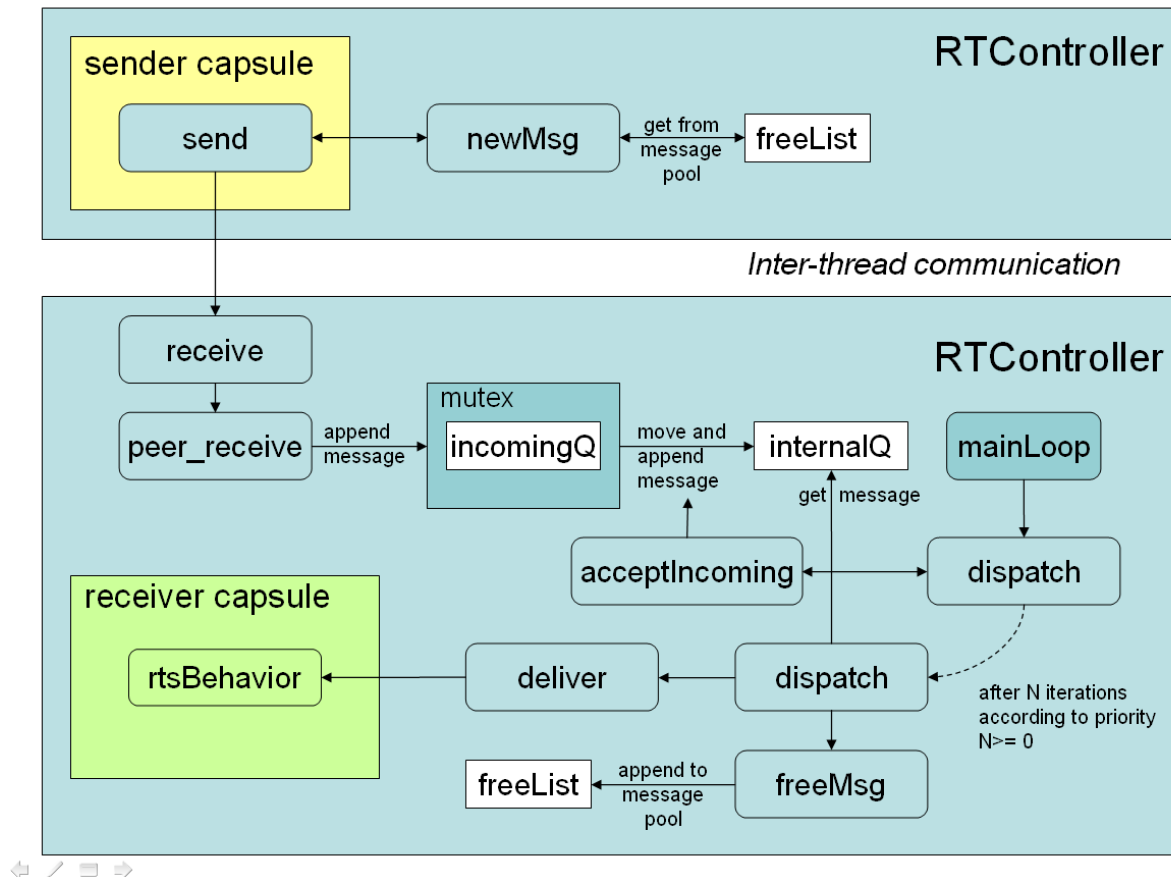 RTController
sender capsule
send
newMsg
get from
message
pool
freeList
Inter-thread communication
RTController
receive
peer_receive
append
message
mutex
incomingQ
move and
append
message
internalQ
get message
mainLoop
acceptIncoming
dispatch
receiver capsule
rtsBehavior
deliver
dispatch
after N iterations
according to priority
N>= 0
freeList
append to
message
pool
freeMsg